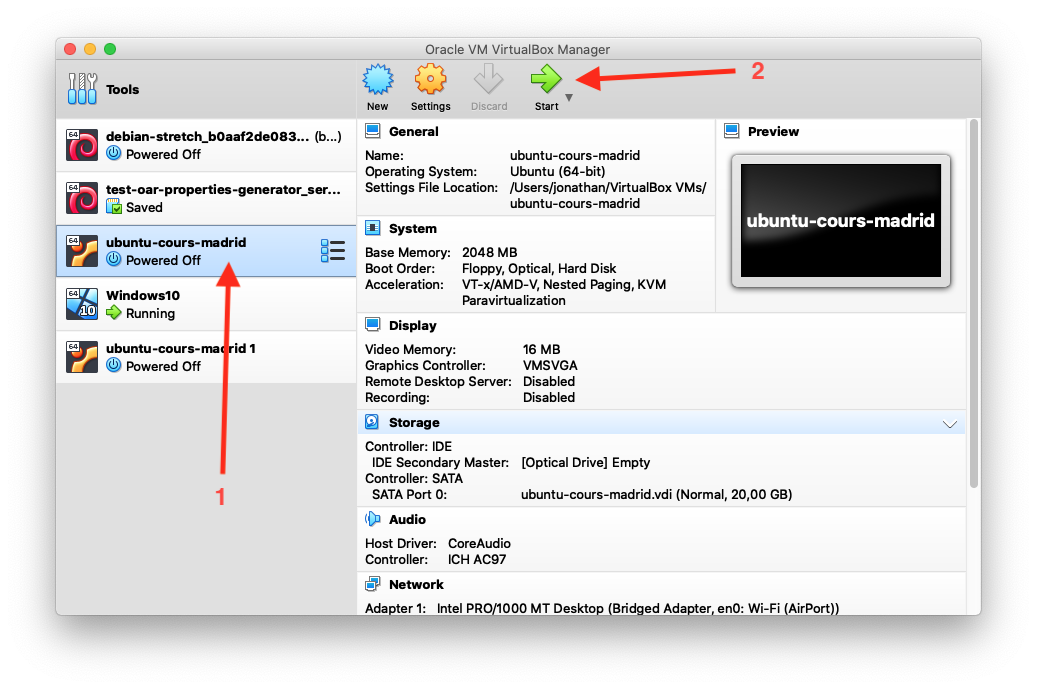 Oracle VM VirtualBox Manager
Tools
New
Settings
Discard
Start
2
64
debian-stretch_b0aaf2de083... (b...)
Powered Off
64
test-oar-properties-generator_ser...
Saved
64
ubuntu-cours-madrid
Powered Off
64
10
Windows10
Running
64
ubuntu-cours-madrid 1
Powered Off
1
General
Name: ubuntu-cours-madrid
Operating System: Ubuntu (64-bit)
Settings File Location: /Users/jonathan/VirtualBox VMs/
ubuntu-cours-madrid
Preview
ubuntu-cours-madrid
System
Base Memory: 2048 MB
Boot Order: Floppy, Optical, Hard Disk
Acceleration: VT-x/AMD-V, Nested Paging, KVM
Paravirtualization
Display
Video Memory: 16 MB
Graphics Controller: VMSVGA
Remote Desktop Server: Disabled
Recording: Disabled
Storage
Controller: IDE
IDE Secondary Master: [Optical Drive] Empty
Controller: SATA
SATA Port 0: ubuntu-cours-madrid.vdi (Normal, 20,00 GB)
Audio
Host Driver: CoreAudio
Controller: ICH AC97
Network
Adapter 1: Intel PRO/1000 MT Desktop (Bridged Adapter, en0: Wi-Fi (AirPort))